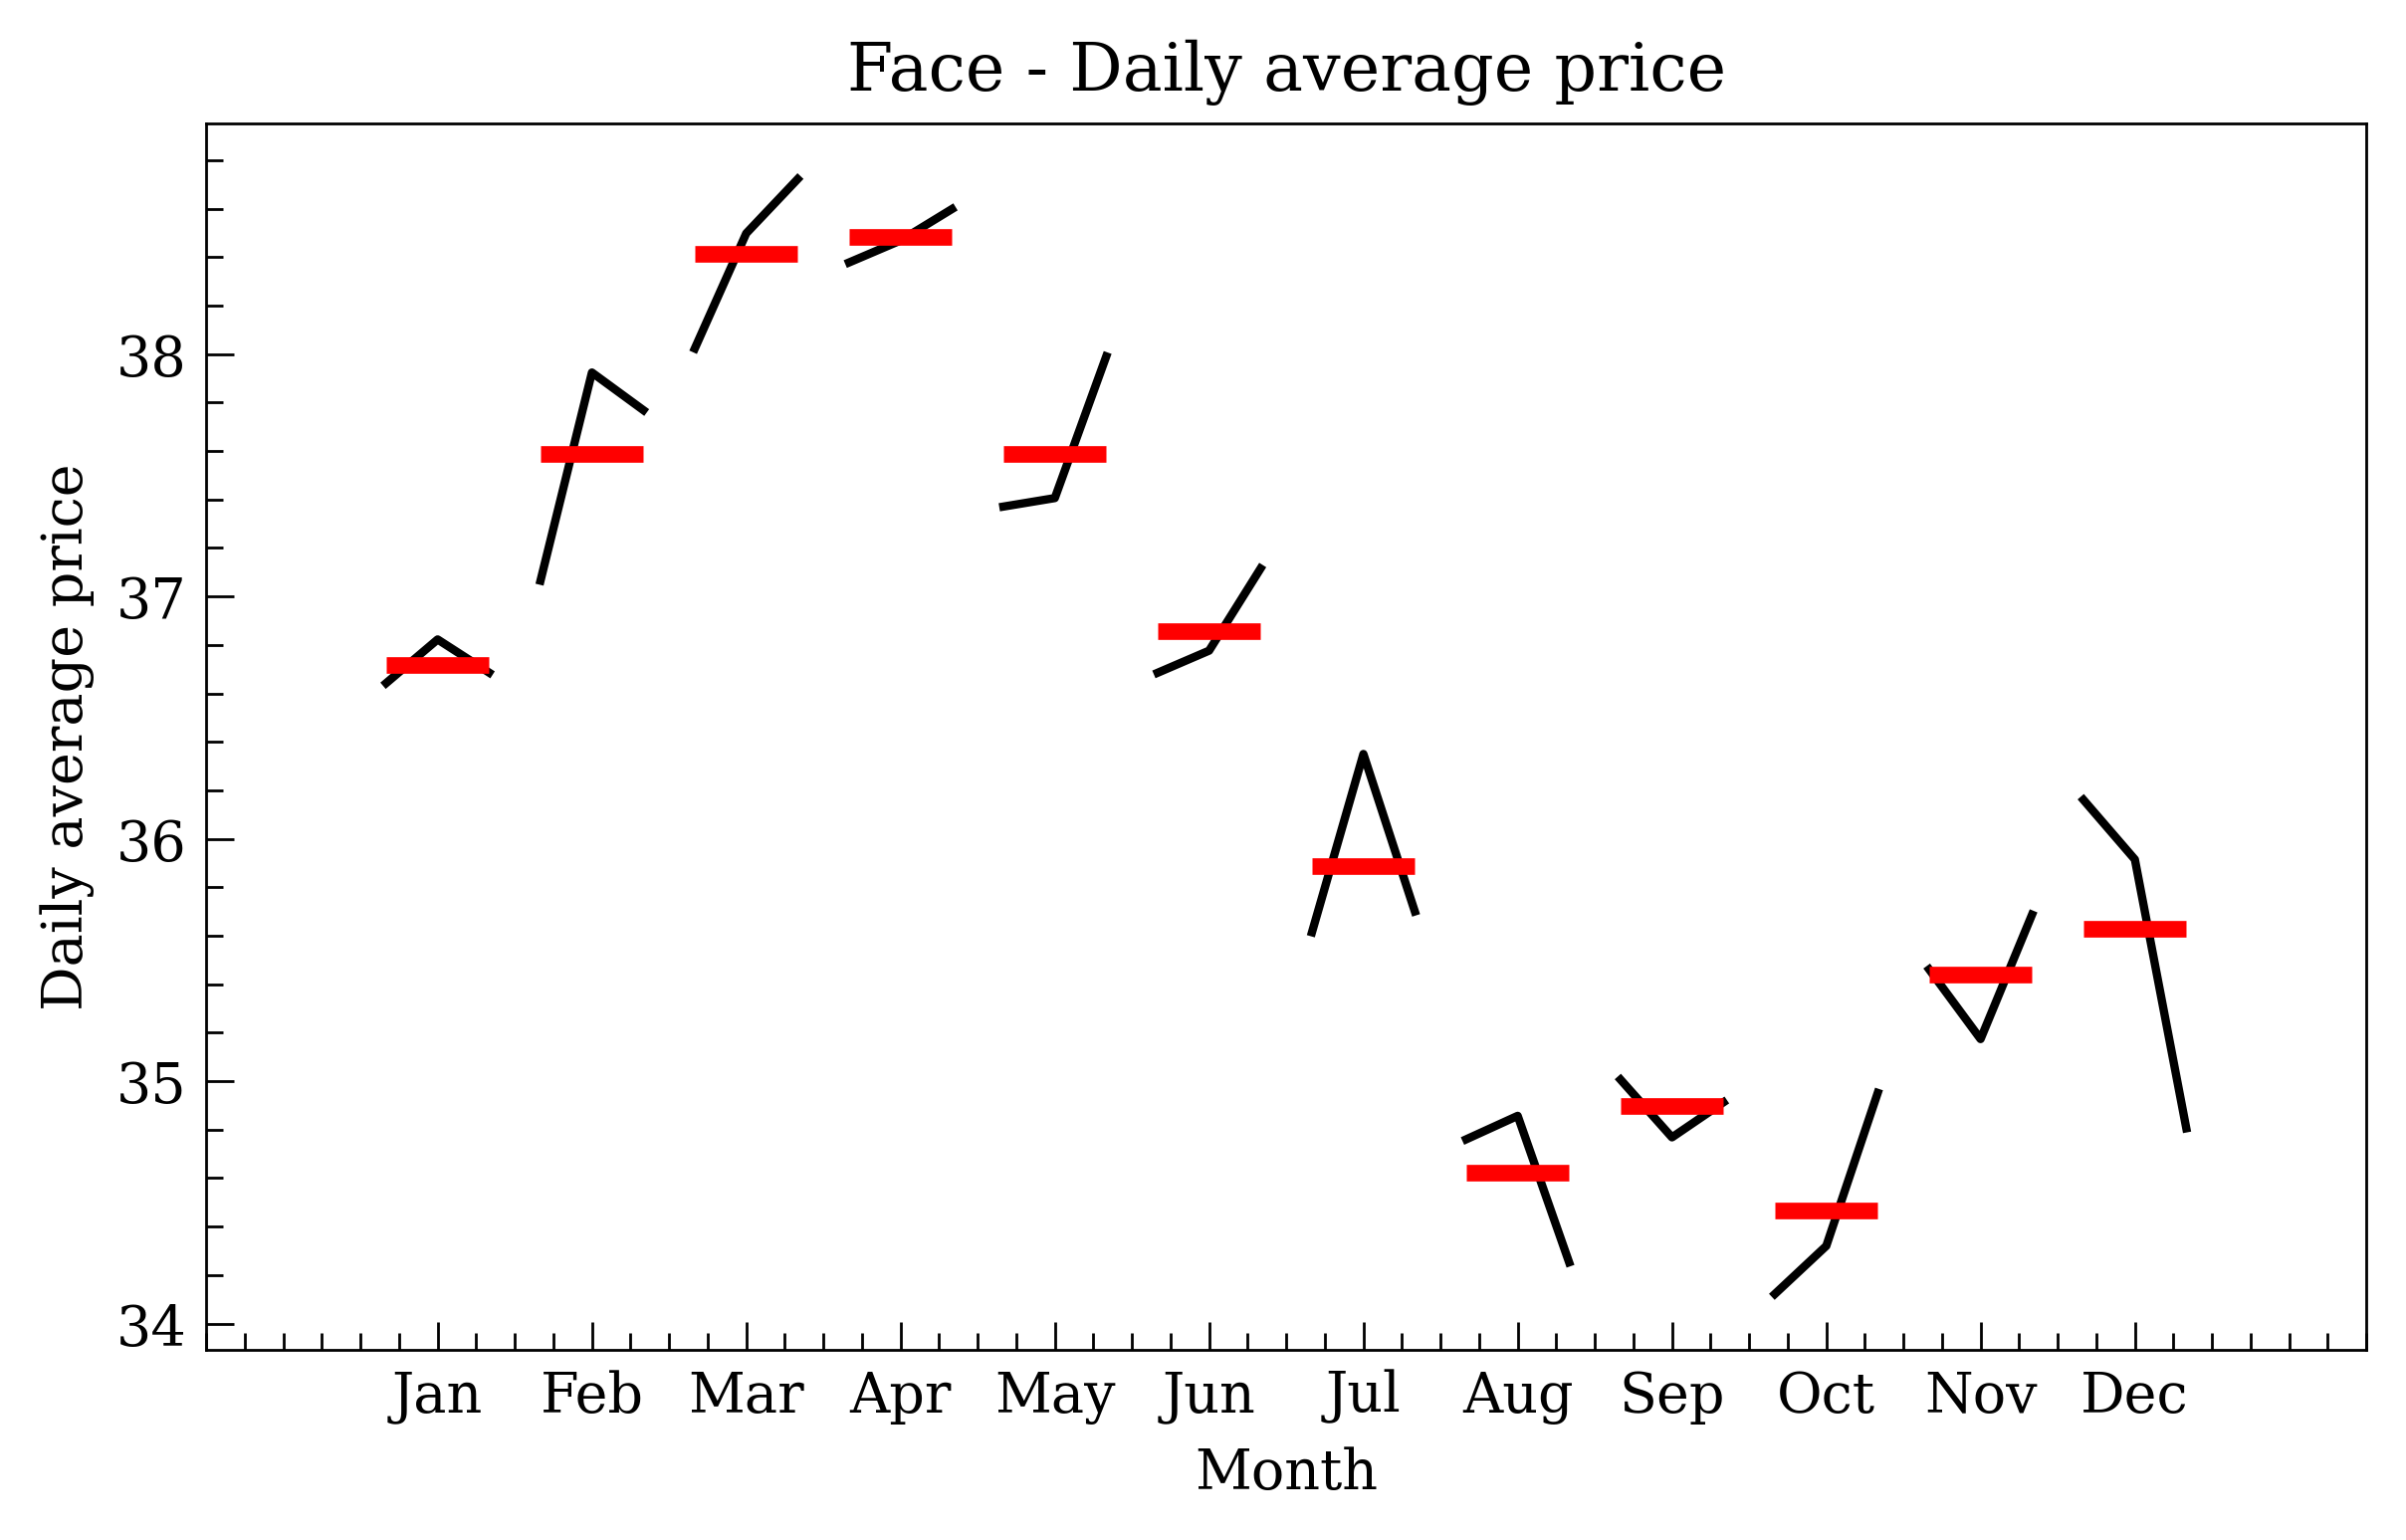 Face - Daily average price
Daily average price
38
37
36
35
34
Jan Feb Mar Apr May Jun Jul Aug Sep Oct Nov Dec
Month